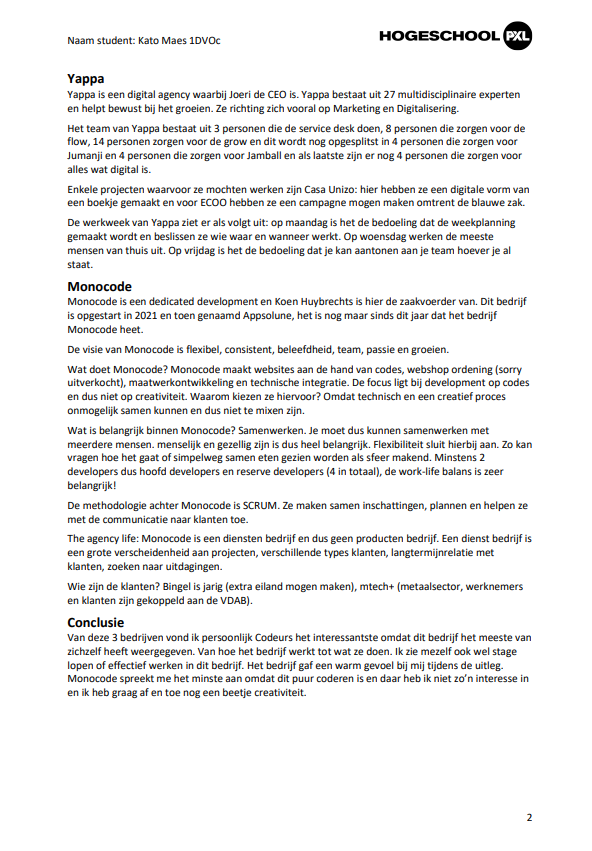 Naam student: Kato Maes 1DVOc
HOGESCHOOL PXL
Yappa
Yappa is een digital agency waarbij Joeri de CEO is. Yappa bestaat uit 27 multidisciplinaire experten
en helpt bewust bij het groeien. Ze richting zich vooral op Marketing en Digitalisering.
Het team van Yappa bestaat uit 3 personen die de service desk doen, 8 personen die zorgen voor de
flow, 14 personen zorgen voor de grow en dit wordt nog opgesplitst in 4 personen die zorgen voor
Jumanji en 4 personen die zorgen voor Jamball en als laatste zijn er nog 4 personen die zorgen voor
alles wat digital is.
Enkele projecten waarvoor ze mochten werken zijn Casa Unizo: hier hebben ze een digitale vorm van
een boekje gemaakt en voor ECOO hebben ze een campagne mogen maken omtrent de blauwe zak.
De werkweek van Yappa ziet er als volgt uit: op maandag is het de bedoeling dat de weekplanning
gemaakt wordt en beslissen ze wie waar en wanneer werkt. Op woensdag werken de meeste
mensen van thuis uit. Op vrijdag is het de bedoeling dat je kan aantonen aan je team hoever je al
staat.
Monocode
Monocode is een dedicated development en Koen Huybrechts is hier de zaakvoerder van. Dit bedrijf
is opgestart in 2021 en toen genaamd Appsolune, het is nog maar sinds dit jaar dat het bedrijf
Monocode heet.
De visie van Monocode is flexibel, consistent, beleefdheid, team, passie en groeien.
Wat doet Monocode? Monocode maakt websites aan de hand van codes, webshop ordening (sorry
uitverkocht), maatwerkontwikkeling en technische integratie. De focus ligt bij development op codes
en dus niet op creativiteit. Waarom kiezen ze hiervoor? Omdat technisch en een creatief proces
onmogelijk samen kunnen en dus niet te mixen zijn.
Wat is belangrijk binnen Monocode? Samenwerken. Je moet dus kunnen samenwerken met
meerdere mensen. menselijk en gezellig zijn is dus heel belangrijk. Flexibiliteit sluit hierbij aan. Zo kan
vragen hoe het gaat of simpelweg samen eten gezien worden als sfeer makend. Minstens 2
developers dus hoofd developers en reserve developers (4 in totaal), de work-life balans is zeer
belangrijk!
De methodologie achter Monocode is SCRUM. Ze maken samen inschattingen, plannen en helpen ze
met de communicatie naar klanten toe.
The agency life: Monocode is een diensten bedrijf en dus geen producten bedrijf. Een dienst bedrijf is
een grote verscheidenheid aan projecten, verschillende types klanten, langtermijnrelatie met
klanten, zoeken naar uitdagingen.
Wie zijn de klanten? Bingel is jarig (extra eiland mogen maken), mtech+ (metaalsector, werknemers
en klanten zijn gekoppeld aan de VDAB).
Conclusie
Van deze 3 bedrijven vond ik persoonlijk Codeurs het interessantste omdat dit bedrijf het meeste van
zichzelf heeft weergegeven. Van hoe het bedrijf werkt tot wat ze doen. Ik zie mezelf ook wel stage
lopen of effectief werken in dit bedrijf. Het bedrijf gaf een warm gevoel bij mij tijdens de uitleg.
Monocode spreekt me het minste aan omdat dit puur coderen is en daar heb ik niet zo’n interesse in
en ik heb graag af en toe nog een beetje creativiteit.
2